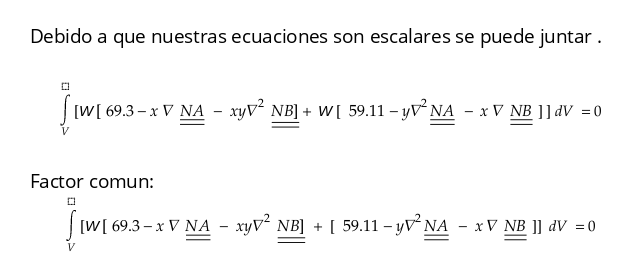 Debido a que nuestras ecuaciones son escalares se puede juntar .
∫V [W[ 69.3 − x ∇ NA − xy∇² NB] + W[ 59.11 − y∇² NA − x ∇ NB ] ] dV = 0
Factor comun:
∫V [W[ 69.3 − x ∇ NA − xy∇² NB] + [ 59.11 − y∇² NA − x ∇ NB ]] dV = 0